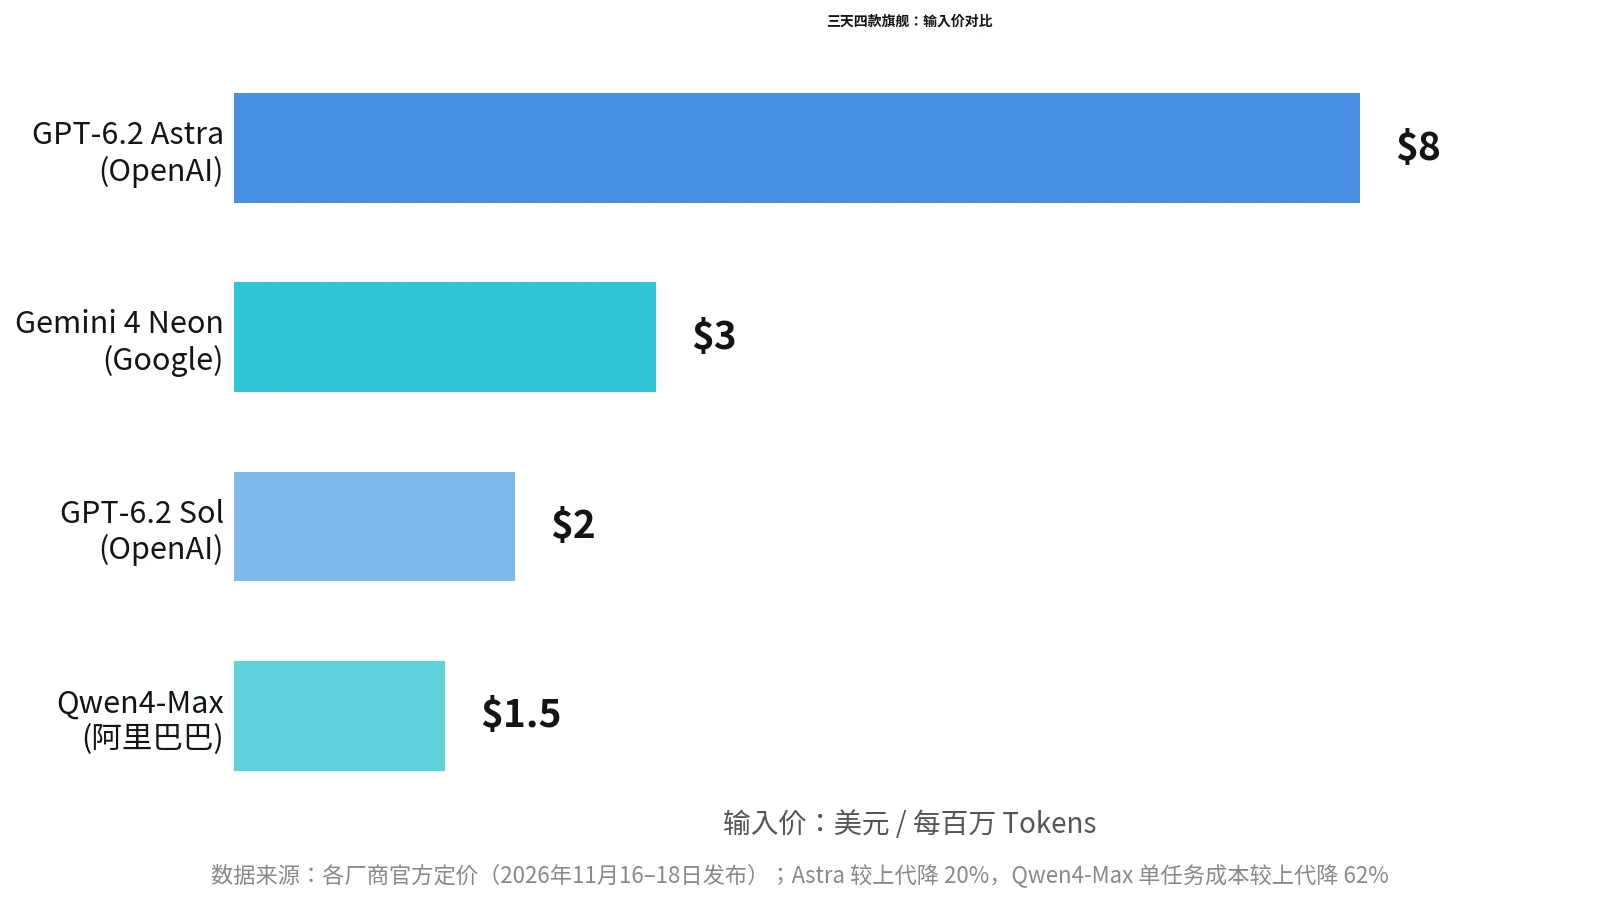 三天四款旗舰：输入价对比
GPT-6.2 Astra
(OpenAI)
$8
Gemini 4 Neon
(Google)
$3
GPT-6.2 Sol
(OpenAI)
$2
Qwen4-Max
(阿里巴巴)
$1.5
输入价：美元 / 每百万 Tokens
数据来源：各厂商官方定价（2026年11月16–18日发布）；Astra 较上代降 20%，Qwen4-Max 单任务成本较上代降 62%